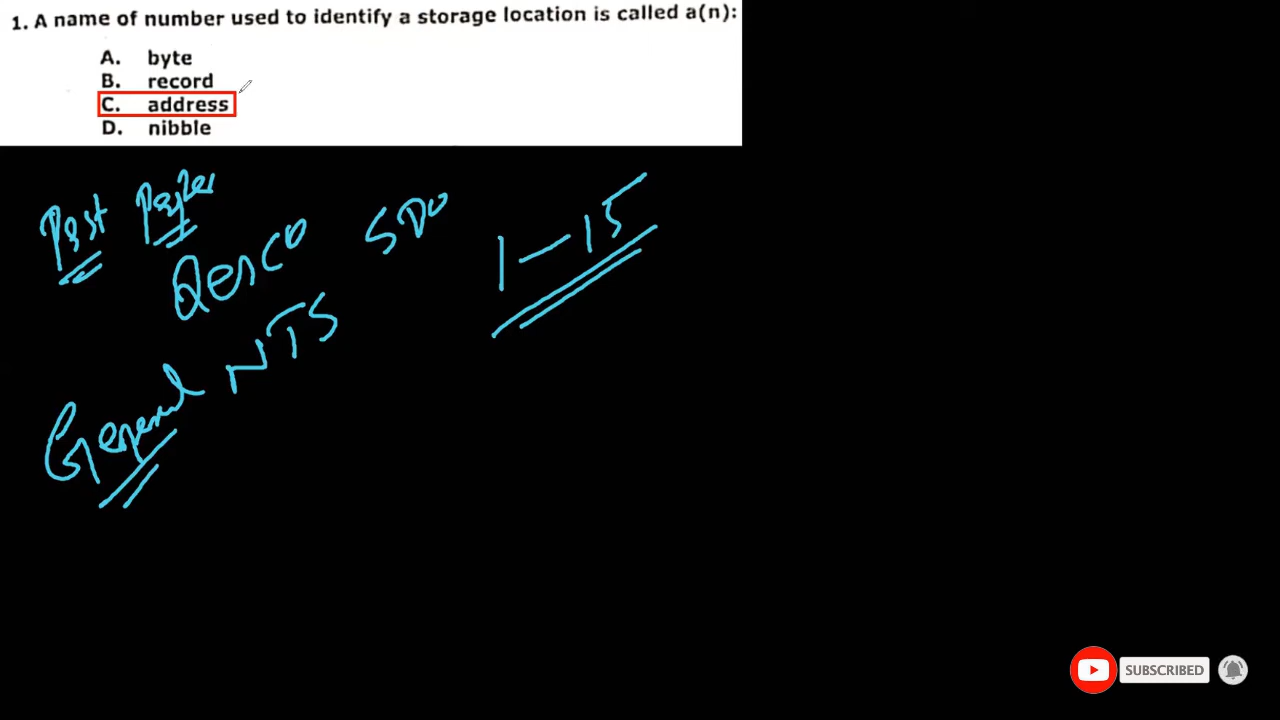 1. A name of number used to identify a storage location is called a(n):
A. byte
B. record
C. address
D. nibble
Past Paper
Qesco SDO 1-15
General NTS
SUBSCRIBED